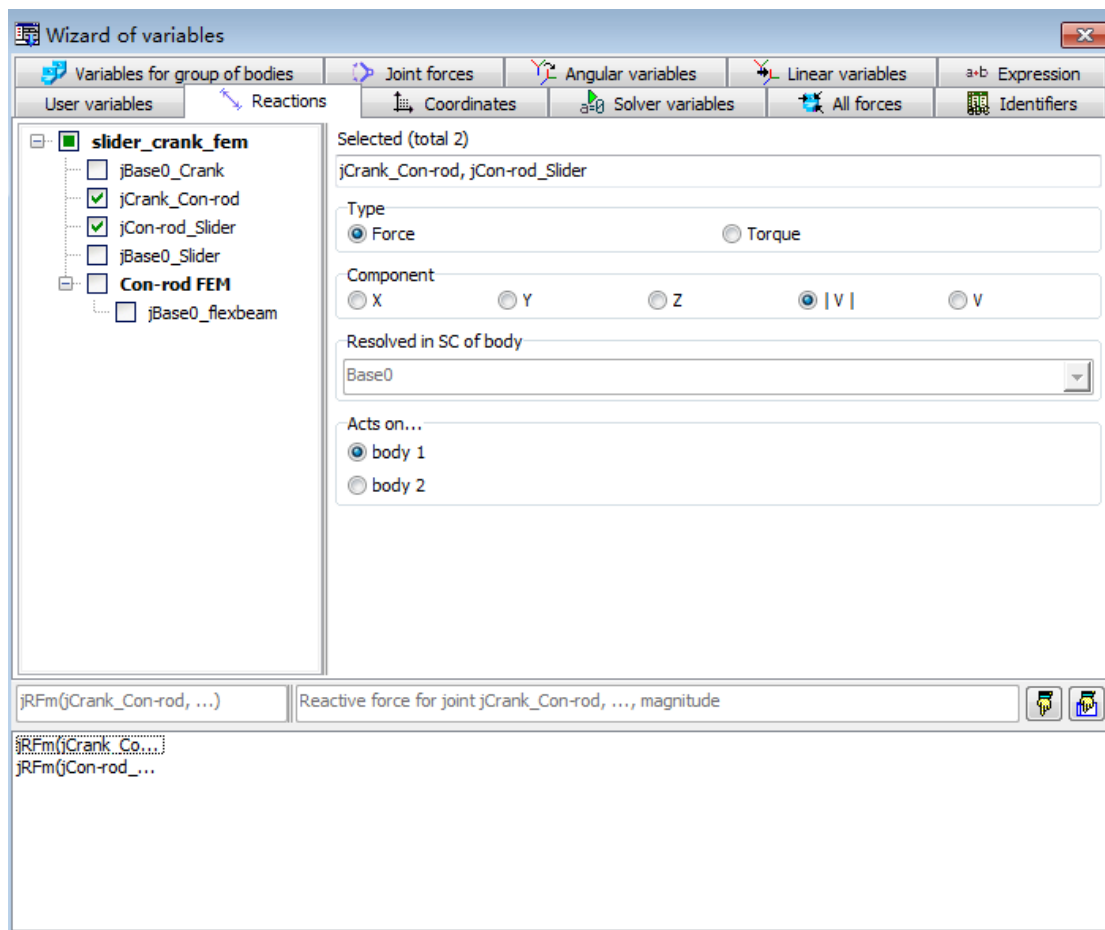 Wizard of variables
Variables for group of bodies
Joint forces
Angular variables
Linear variables
a+b Expression
User variables
Reactions
Coordinates
Solver variables
All forces
Identifiers
slider_crank_fem
jBase0_Crank
jCrank_Con-rod
jCon-rod_Slider
jBase0_Slider
Con-rod FEM
jBase0_flexbeam
Selected (total 2)
jCrank_Con-rod, jCon-rod_Slider
Type
Force
Torque
Component
X
Y
Z
| V |
V
Resolved in SC of body
Base0
Acts on...
body 1
body 2
jRFm(jCrank_Con-rod, ...)
Reactive force for joint jCrank_Con-rod, ..., magnitude
jRFm(jCrank_Co...
jRFm(jCon-rod_...